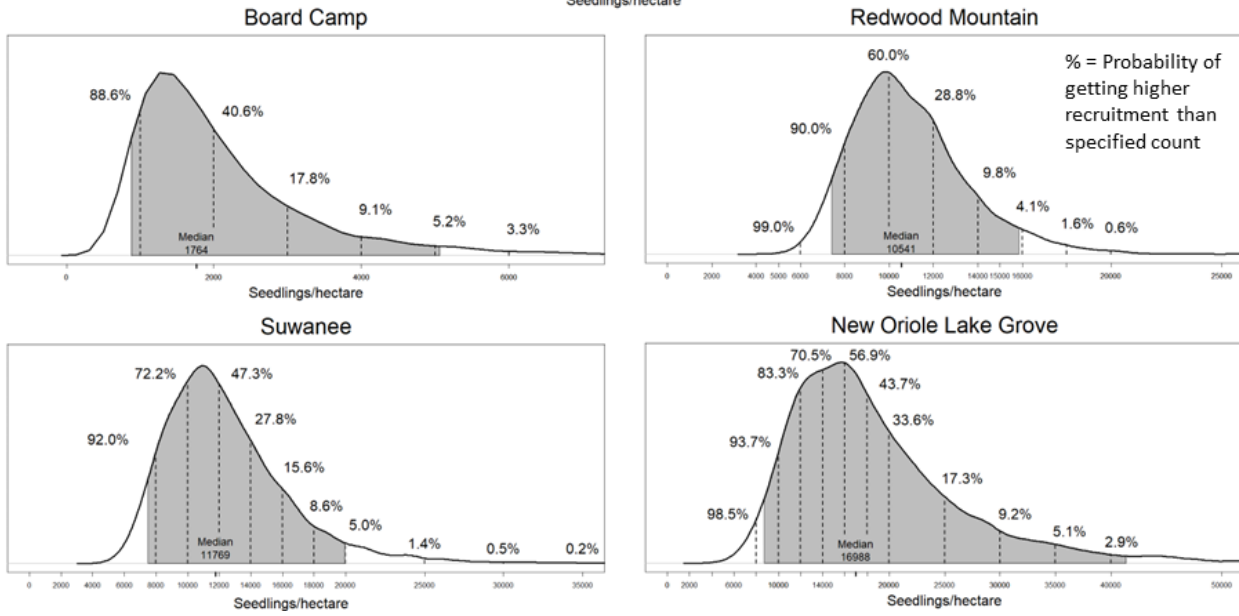 Seedlings/hectare
Board Camp
88.6%
40.6%
17.8%
9.1%
5.2%
3.3%
Median
1764
0 2000 4000 6000
Seedlings/hectare
Redwood Mountain
60.0%
28.8%
90.0%
9.8%
4.1%
99.0%
1.6%
0.6%
% = Probability of
getting higher
recruitment than
specified count
Median
10541
0 2000 4000 5000 6000 8000 10000 12000 14000 15000 16000 20000 25000
Seedlings/hectare
Suwanee
72.2%
47.3%
27.8%
92.0%
15.6%
8.6%
5.0%
1.4%
0.5%
0.2%
Median
11769
0 2000 4000 6000 8000 10000 12000 14000 16000 18000 20000 25000 30000 35000
Seedlings/hectare
New Oriole Lake Grove
70.5%
56.9%
83.3%
43.7%
33.6%
93.7%
17.3%
98.5%
9.2%
5.1%
2.9%
Median
16988
0 2000 6000 10000 14000 20000 30000 40000 50000
Seedlings/hectare